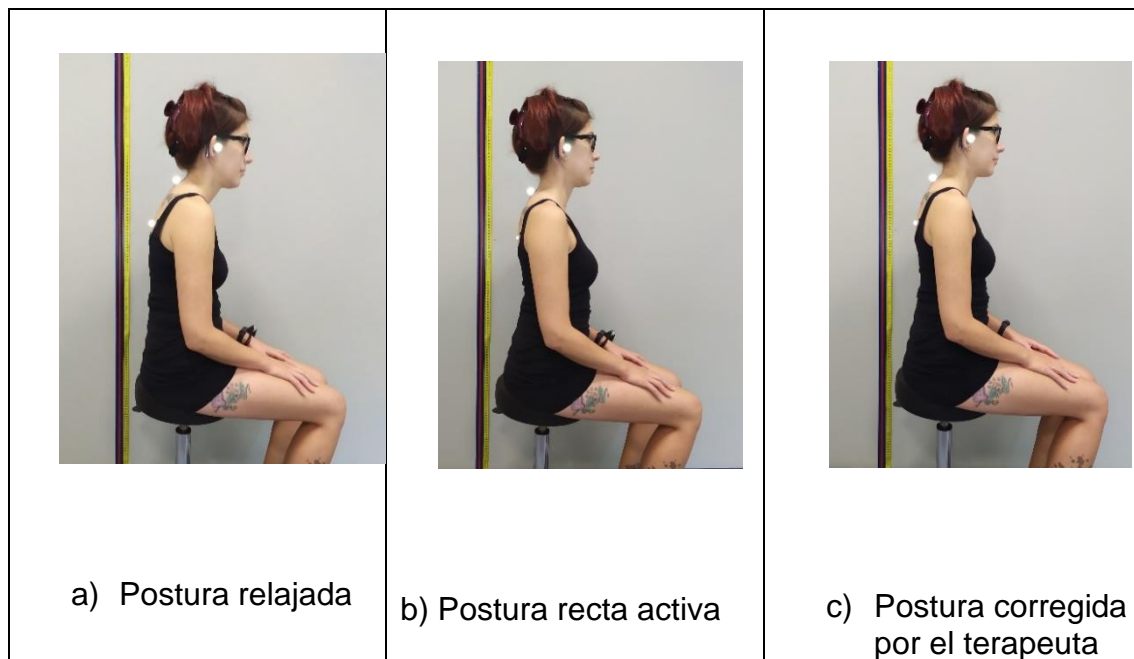 a) Postura relajada
b) Postura recta activa
c) Postura corregida
por el terapeuta